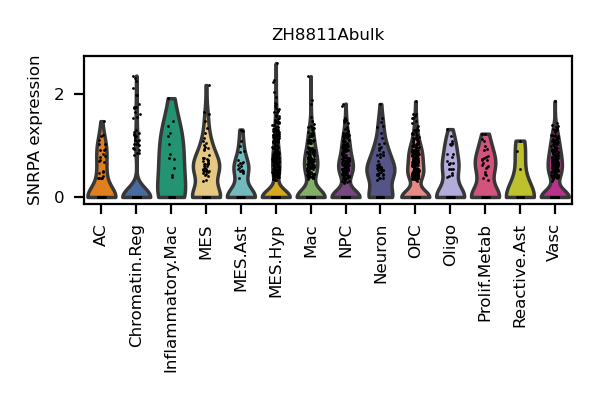 ZH8811Abulk
SNRPA expression
2
0
AC
Chromatin.Reg
Inflammatory.Mac
MES
MES.Ast
MES.Hyp
Mac
NPC
Neuron
OPC
Oligo
Prolif.Metab
Reactive.Ast
Vasc